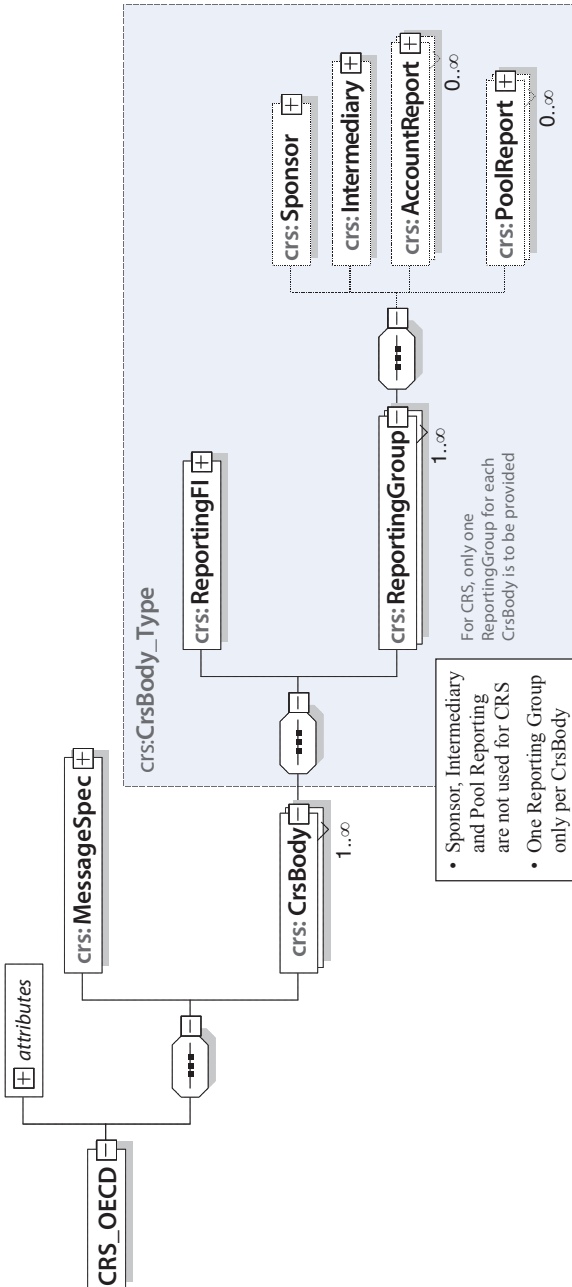 CRS_OECD
attributes
crs:MessageSpec
crs:CrsBody
1..∞
crs:CrsBody_Type
crs:ReportingFI
crs:ReportingGroup
1..∞
For CRS, only one
ReportingGroup for each
CrsBody is to be provided
crs:Sponsor
crs:Intermediary
crs:AccountReport
0..∞
crs:PoolReport
0..∞
• Sponsor, Intermediary
and Pool Reporting
are not used for CRS
• One Reporting Group
only per CrsBody